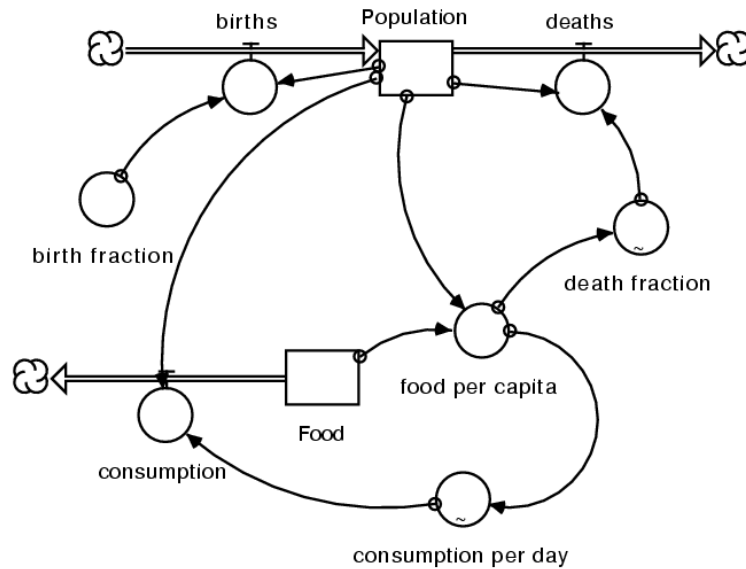 Population
births
deaths
birth fraction
death fraction
~
food per capita
Food
consumption
~
consumption per day